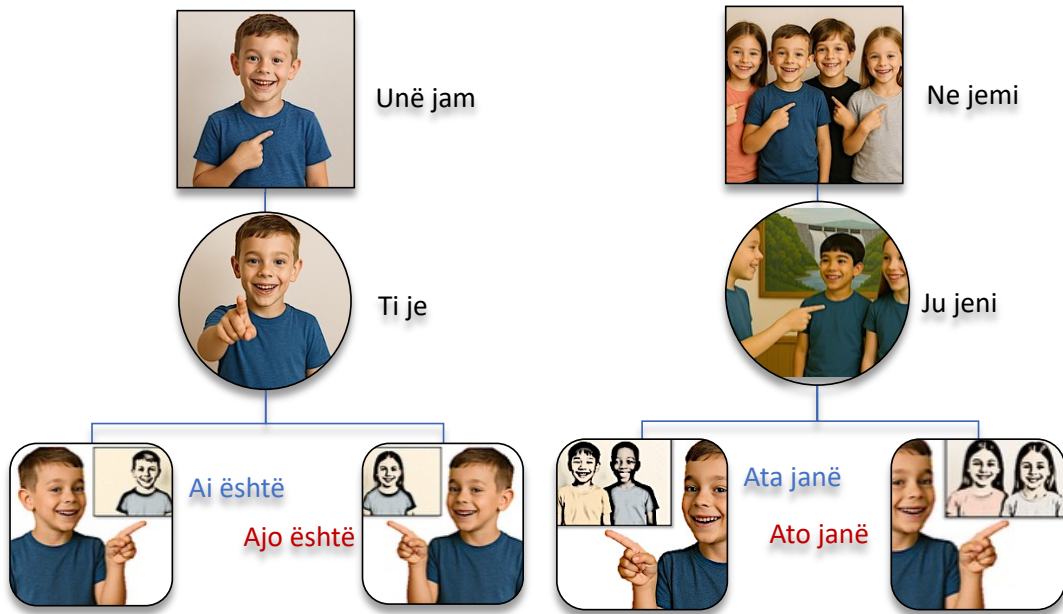 Unë jam
Ne jemi
Ti je
Ju jeni
Ai është
Ajo është
Ata janë
Ato janë